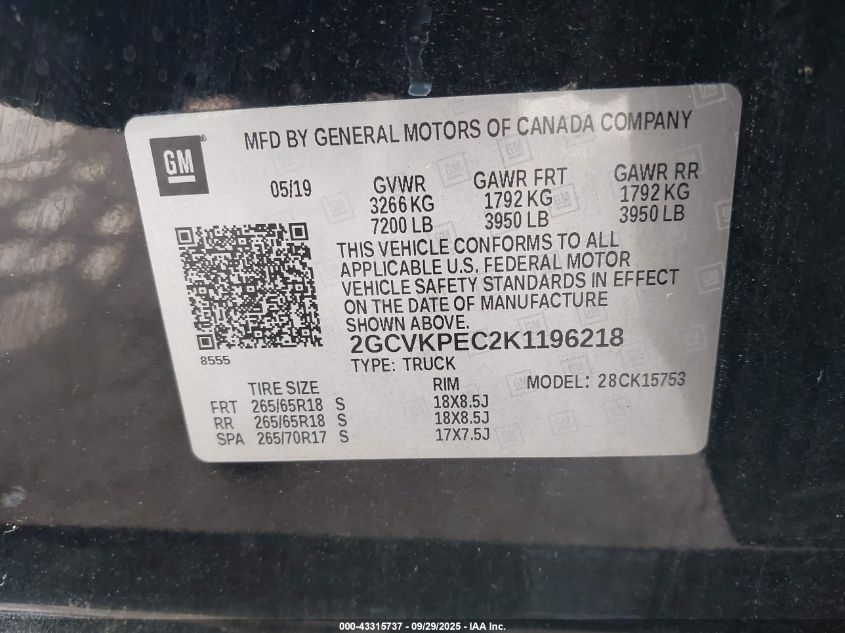 MFD BY GENERAL MOTORS OF CANADA COMPANY
GM
05/19
GVWR GAWR FRT GAWR RR
3266 KG 1792 KG 1792 KG
7200 LB 3950 LB 3950 LB
THIS VEHICLE CONFORMS TO ALL
APPLICABLE U.S. FEDERAL MOTOR
VEHICLE SAFETY STANDARDS IN EFFECT
ON THE DATE OF MANUFACTURE
SHOWN ABOVE.
2GCVKPEC2K1196218
8555
TYPE: TRUCK
TIRE SIZE RIM MODEL: 28CK15753
FRT 265/65R18 S 18X8.5J
RR 265/65R18 S 18X8.5J
SPA 265/70R17 S 17X7.5J
000-43315737 - 09/29/2025 - IAA Inc.